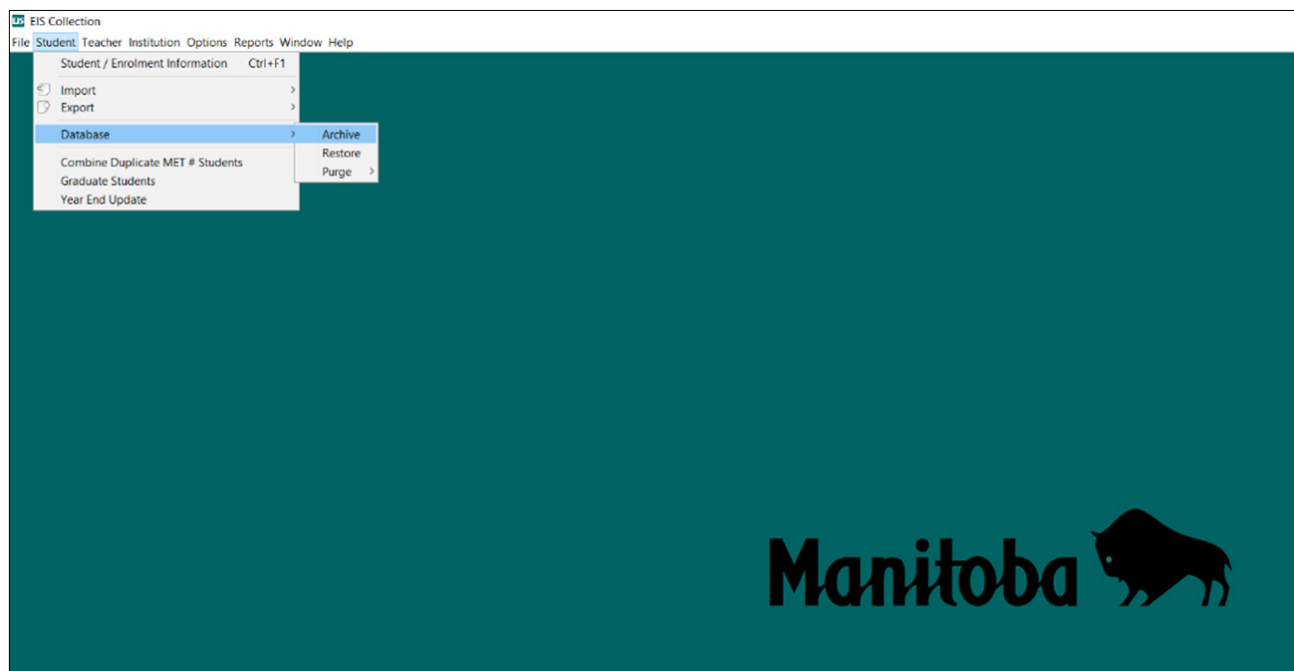 EIS EIS Collection
File Student Teacher Institution Options Reports Window Help
Student / Enrolment Information Ctrl+F1
Import >
Export >
Database > Archive
Restore
Purge >
Combine Duplicate MET # Students
Graduate Students
Year End Update
Manitoba